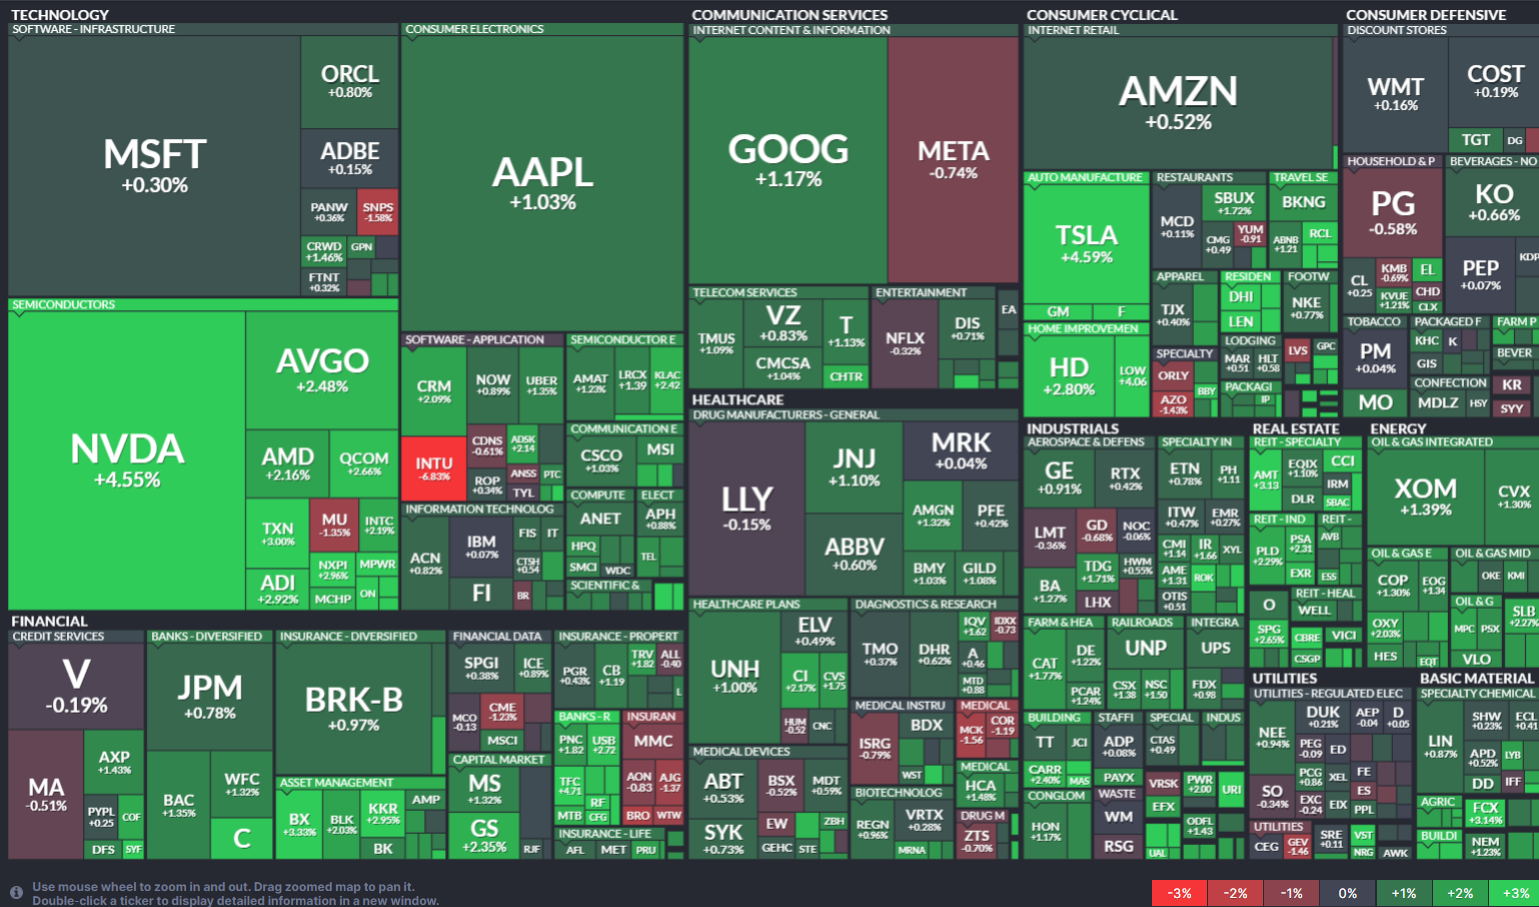 TECHNOLOGY
SOFTWARE - INFRASTRUCTURE
MSFT
+0.30%
ORCL
+0.80%
ADBE
+0.15%
PANW
+0.36%
SNPS
-1.58%
CRWD
+1.46%
GPN
FTNT
+0.32%
CONSUMER ELECTRONICS
AAPL
+1.03%
SEMICONDUCTORS
NVDA
+4.55%
AVGO
+2.48%
AMD
+2.16%
QCOM
+2.66%
TXN
+3.00%
MU
-1.35%
INTC
+2.19%
ADI
+2.92%
NXPI
+2.96%
MPWR
MCHP
ON
SOFTWARE - APPLICATION
CRM
+2.09%
NOW
+0.89%
UBER
+1.35%
INTU
-6.83%
CDNS
-0.61%
ADSK
+2.14
ROP
+0.34%
ANSS
PTC
TYL
SEMICONDUCTOR E
AMAT
+1.23%
LRCX
+1.39
KLAC
+2.42
COMMUNICATION E
CSCO
+1.03%
MSI
INFORMATION TECHNOLOG
ACN
+0.82%
IBM
+0.07%
FIS
IT
CTSH
+0.54
FI
BR
COMPUTE
ANET
HPQ
SMCI
WDC
ELECT
APH
+0.88%
TEL
SCIENTIFIC &
COMMUNICATION SERVICES
INTERNET CONTENT & INFORMATION
GOOG
+1.17%
META
-0.74%
TELECOM SERVICES
TMUS
+1.09%
VZ
+0.83%
T
+1.13%
CMCSA
+1.04%
CHTR
ENTERTAINMENT
NFLX
-0.32%
DIS
+0.71%
EA
CONSUMER CYCLICAL
INTERNET RETAIL
AMZN
+0.52%
AUTO MANUFACTURE
TSLA
+4.59%
GM
F
RESTAURANTS
MCD
+0.11%
SBUX
+1.72%
CMG
+0.49
YUM
-0.91
TRAVEL SE
BKNG
ABNB
+1.21
RCL
HOME IMPROVEMEN
HD
+2.80%
LOW
+4.06
APPAREL
TJX
+0.40%
RESIDEN
DHI
LEN
FOOTW
NKE
+0.77%
SPECIALTY
ORLY
AZO
-1.43%
BBY
LODGING
MAR
+0.51
HLT
+0.58
LVS
GPC
PACKAGI
IP
CONSUMER DEFENSIVE
DISCOUNT STORES
WMT
+0.16%
COST
+0.19%
TGT
DG
HOUSEHOLD & P
PG
-0.58%
CL
+0.25
KMB
-0.69%
EL
KVUE
+1.21%
CHD
CLX
BEVERAGES - NO
KO
+0.66%
PEP
+0.07%
KDP
TOBACCO
PM
+0.04%
MO
PACKAGED F
KHC
K
GIS
FARM P
BEVER
CONFECTION
MDLZ
HSY
KR
SYY
FINANCIAL
CREDIT SERVICES
V
-0.19%
MA
-0.51%
AXP
+1.43%
PYPL
+0.25
COF
DFS
SYF
BANKS - DIVERSIFIED
JPM
+0.78%
BAC
+1.35%
WFC
+1.32%
C
INSURANCE - DIVERSIFIED
BRK-B
+0.97%
ASSET MANAGEMENT
BX
+3.33%
BLK
+2.03%
KKR
+2.95%
AMP
BK
FINANCIAL DATA
SPGI
+0.38%
ICE
+0.89%
MCO
-0.13
CME
-1.23%
MSCI
CAPITAL MARKET
MS
+1.32%
GS
+2.35%
RJF
INSURANCE - PROPERT
PGR
+0.43%
CB
+1.19
TRV
+1.82
ALL
-0.40
L
BANKS - R
PNC
+1.82
USB
+2.72
TFC
+4.71
RF
MTB
CFG
INSURAN
MMC
AON
-0.83
AJG
-1.37
BRO
WTW
INSURANCE - LIFE
AFL
MET
PRU
HEALTHCARE
DRUG MANUFACTURERS - GENERAL
LLY
-0.15%
JNJ
+1.10%
MRK
+0.04%
ABBV
+0.60%
AMGN
+1.32%
PFE
+0.42%
BMY
+1.03%
GILD
+1.08%
HEALTHCARE PLANS
UNH
+1.00%
ELV
+0.49%
CI
+2.17%
CVS
+1.75
HUM
-0.52
CNC
DIAGNOSTICS & RESEARCH
TMO
+0.37%
DHR
+0.62%
IQV
+1.62
IDXX
-0.73
A
+0.46
MTD
+0.88
MEDICAL DEVICES
ABT
+0.53%
BSX
-0.52%
MDT
+0.59%
SYK
+0.73%
EW
ZBH
GEHC
STE
MEDICAL INSTRU
ISRG
-0.79%
BDX
WST
MEDICAL
MCK
-1.56
COR
-1.19
MEDICAL
HCA
+1.48%
BIOTECHNOLOG
REGN
+0.96%
VRTX
+0.28%
MRNA
DRUG M
ZTS
-0.70%
INDUSTRIALS
AEROSPACE & DEFENS
GE
+0.91%
RTX
+0.42%
LMT
-0.36%
GD
-0.68%
NOC
-0.06%
BA
+1.27%
TDG
+1.71%
HWM
+0.55%
LHX
SPECIALTY IN
ETN
+0.78%
PH
+1.11
ITW
+0.47%
EMR
+0.27%
CMI
+1.14
IR
+1.66
XYL
AME
+1.31
ROK
OTIS
+0.51
FARM & HEA
CAT
+1.77%
DE
+1.22%
PCAR
+1.24%
RAILROADS
UNP
CSX
+1.38
NSC
+1.50
INTEGRA
UPS
FDX
+0.98
BUILDING
TT
JCI
CARR
+2.40%
MAS
STAFFI
ADP
+0.08%
PAYX
SPECIAL
CTAS
+0.49
INDUS
CONGLOM
HON
+1.17%
VRSK
PWR
+2.00
URI
WASTE
WM
RSG
EFX
ODFL
+1.43
UAL
REAL ESTATE
REIT - SPECIALTY
AMT
+3.13
EQIX
+1.10%
CCI
IRM
DLR
SBAC
REIT - IND
PLD
+2.29%
PSA
+2.31
EXR
REIT -
AVB
ESS
O
REIT - HEAL
WELL
SPG
+2.65%
CBRE
VICI
CSGP
ENERGY
OIL & GAS INTEGRATED
XOM
+1.39%
CVX
+1.30%
OIL & GAS E
COP
+1.30%
EOG
+1.34
OXY
+2.03%
HES
EQT
OIL & GAS MID
OKE
KMI
OIL & G
MPC
PSX
VLO
SLB
+2.27%
UTILITIES
UTILITIES - REGULATED ELEC
NEE
+0.94%
DUK
+0.21%
AEP
-0.04
D
+0.05
PEG
-0.09
ED
PCG
+0.86
XEL
FE
ES
SO
-0.34%
EXC
-0.24
EIX
PPL
UTILITIES
CEG
GEV
-1.46
SRE
+0.11
VST
NRG
AWK
BASIC MATERIAL
SPECIALTY CHEMICAL
LIN
+0.87%
SHW
+0.23%
ECL
+0.41
APD
+0.52%
LYB
DD
IFF
AGRIC
FCX
+3.14%
BUILDI
NEM
+1.23%
Use mouse wheel to zoom in and out. Drag zoomed map to pan it.
Double-click a ticker to display detailed information in a new window.
-3%
-2%
-1%
0%
+1%
+2%
+3%